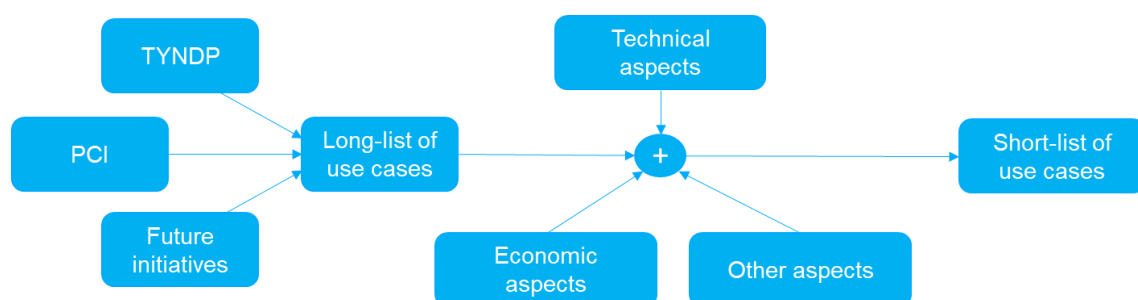 TYNDP
PCI
Future
initiatives
Long-list of
use cases
Technical
aspects
+
Economic
aspects
Other aspects
Short-list of
use cases